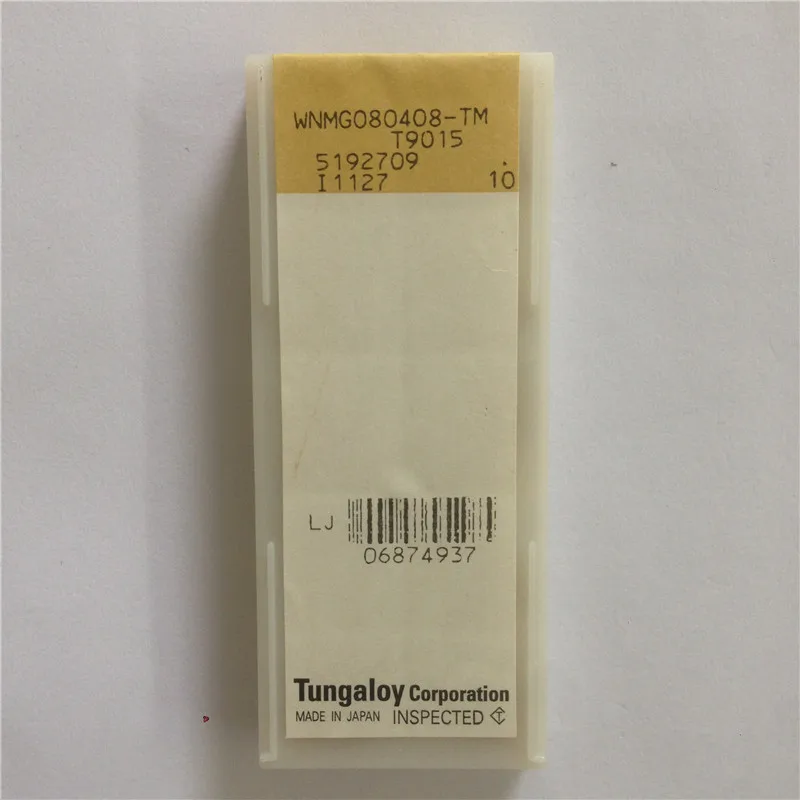 WNMG080408-TM
T9015
5192709
I1127 10
LJ
06874937
Tungaloy Corporation
MADE IN JAPAN INSPECTED